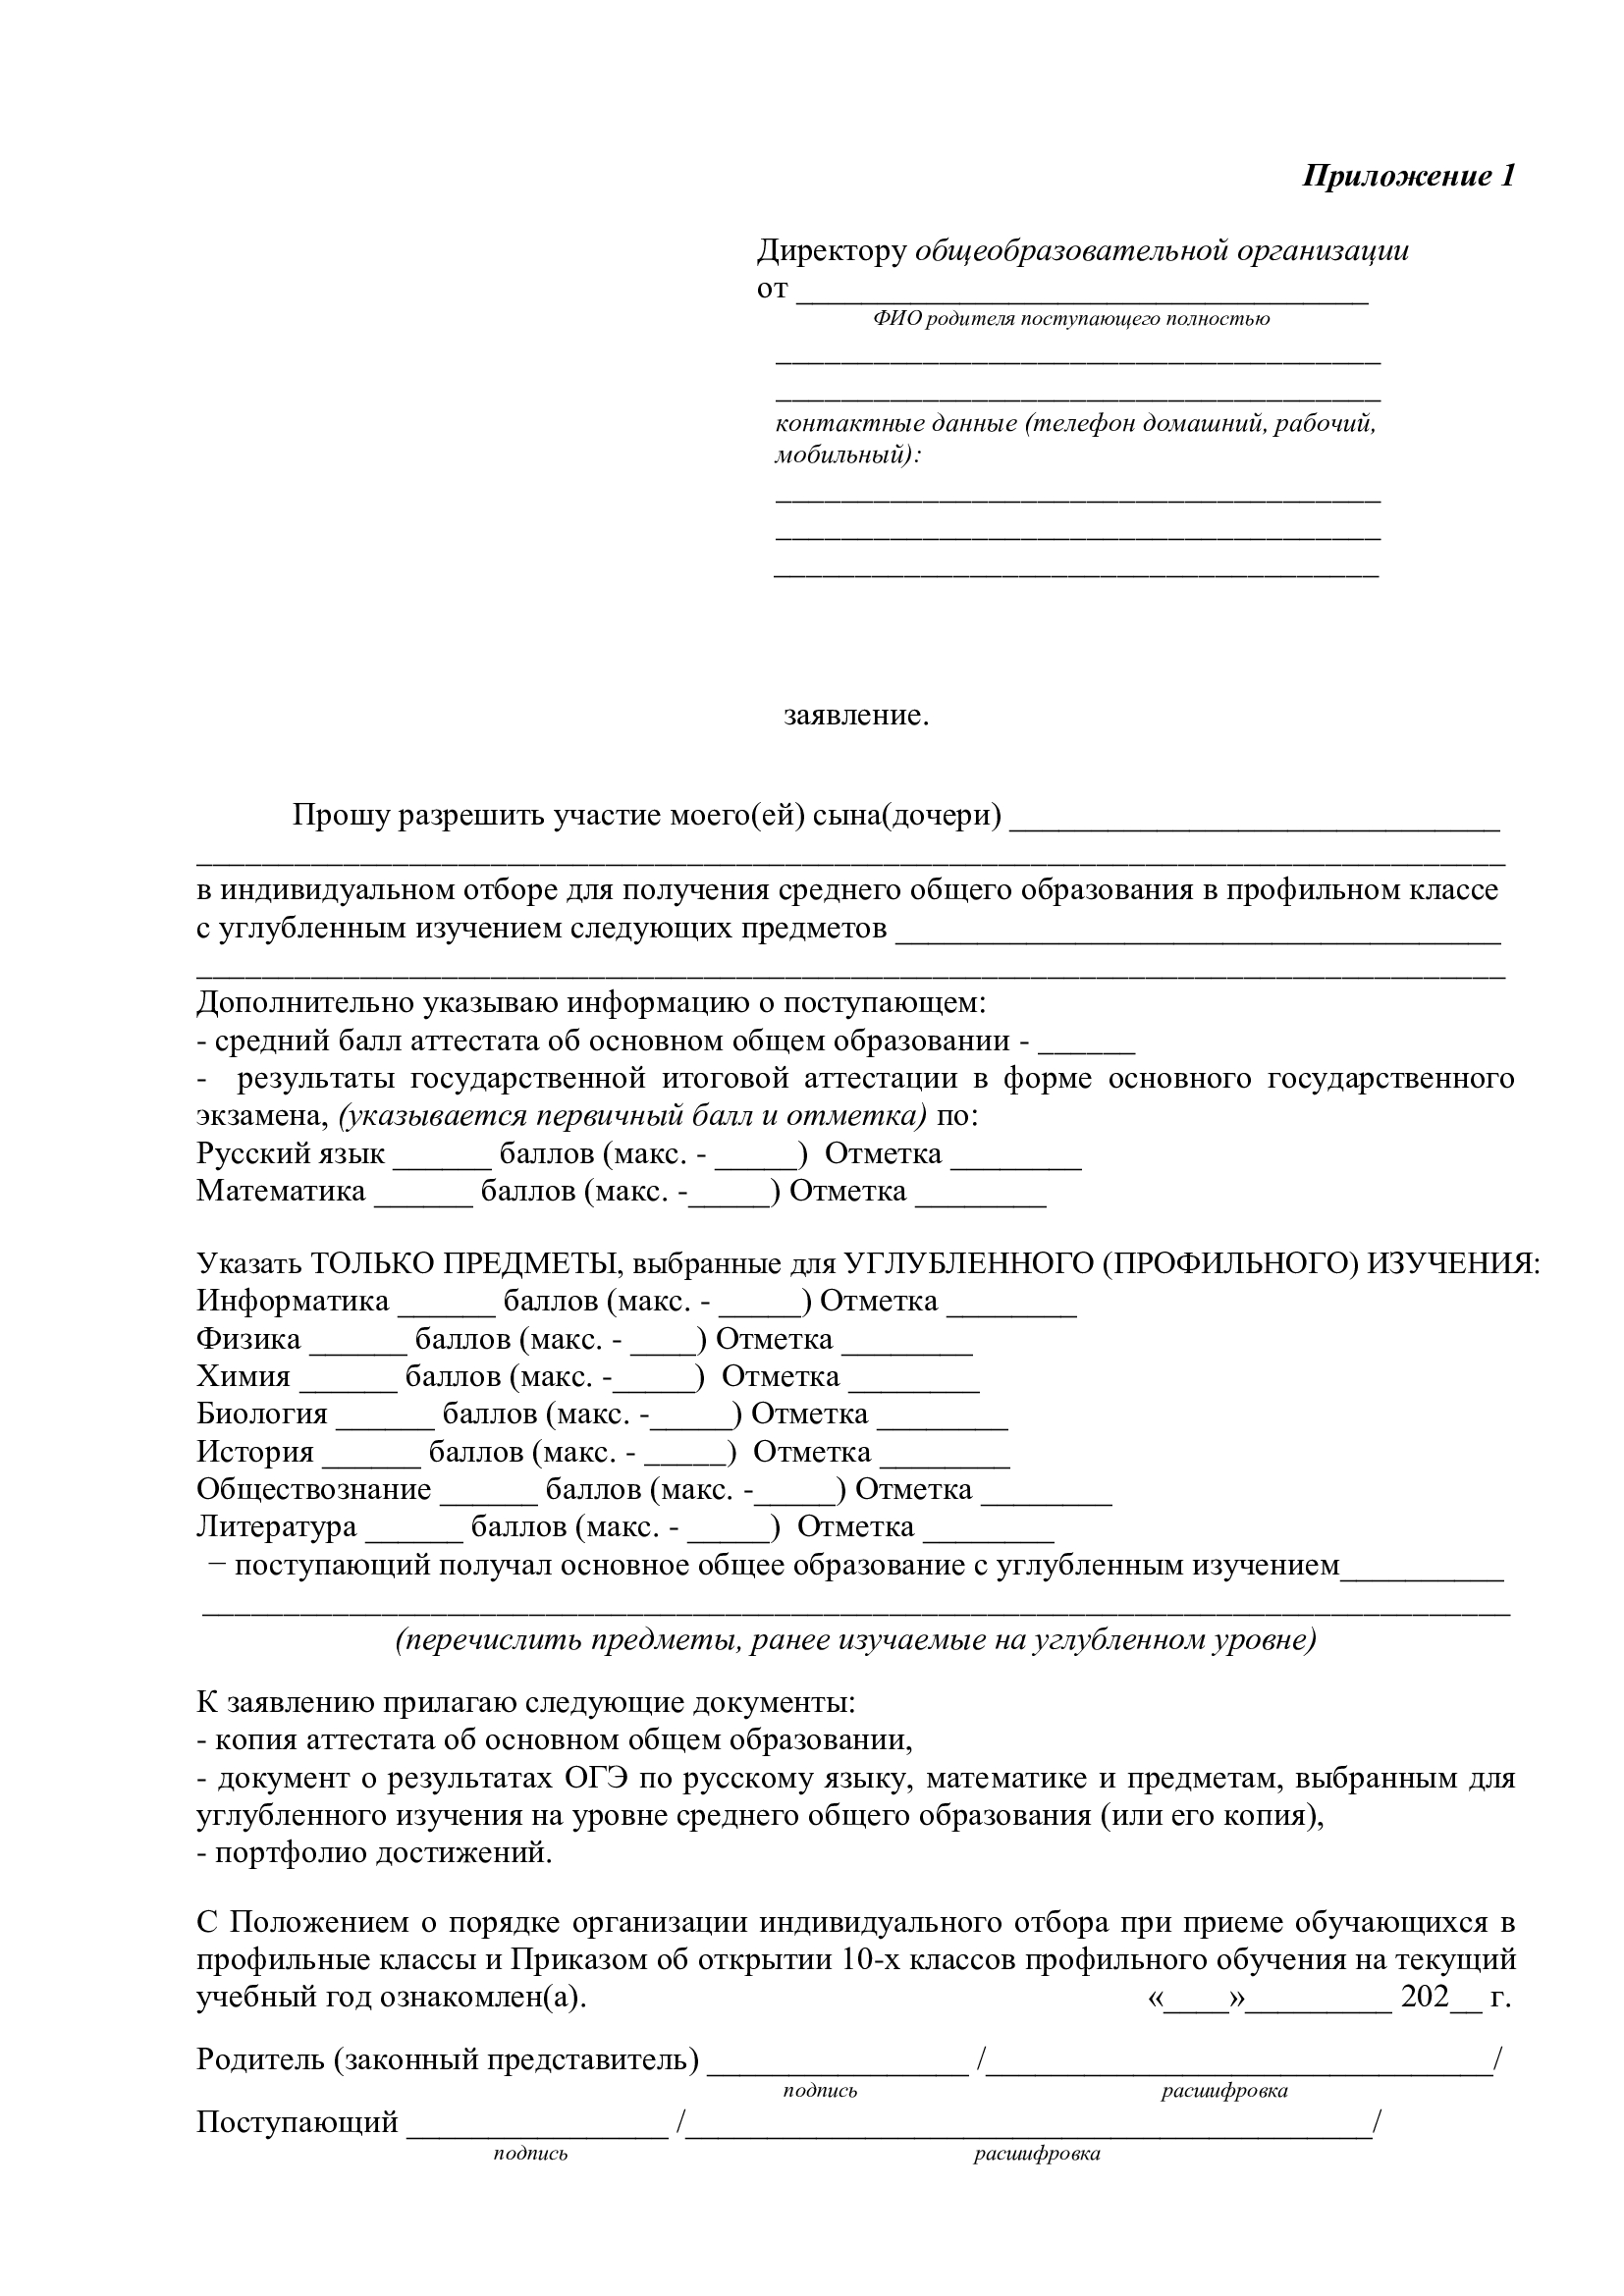 Приложение 1
Директору общеобразовательной организации
от ___________________________________
ФИО родителя поступающего полностью
_____________________________________
_____________________________________
контактные данные (телефон домашний, рабочий,
мобильный):
_____________________________________
_____________________________________
_____________________________________
заявление.
Прошу разрешить участие моего(ей) сына(дочери) ______________________________
________________________________________________________________________________
в индивидуальном отборе для получения среднего общего образования в профильном классе
с углубленным изучением следующих предметов _____________________________________
________________________________________________________________________________
Дополнительно указываю информацию о поступающем:
- средний балл аттестата об основном общем образовании - ______
- результаты государственной итоговой аттестации в форме основного государственного
экзамена, (указывается первичный балл и отметка) по:
Русский язык ______ баллов (макс. - _____) Отметка ________
Математика ______ баллов (макс. -_____) Отметка ________
Указать ТОЛЬКО ПРЕДМЕТЫ, выбранные для УГЛУБЛЕННОГО (ПРОФИЛЬНОГО) ИЗУЧЕНИЯ:
Информатика ______ баллов (макс. - _____) Отметка ________
Физика ______ баллов (макс. - ____) Отметка ________
Химия ______ баллов (макс. -_____) Отметка ________
Биология ______ баллов (макс. -_____) Отметка ________
История ______ баллов (макс. - _____) Отметка ________
Обществознание ______ баллов (макс. -_____) Отметка ________
Литература ______ баллов (макс. - _____) Отметка ________
− поступающий получал основное общее образование с углубленным изучением__________
________________________________________________________________________________
(перечислить предметы, ранее изучаемые на углубленном уровне)
К заявлению прилагаю следующие документы:
- копия аттестата об основном общем образовании,
- документ о результатах ОГЭ по русскому языку, математике и предметам, выбранным для
углубленного изучения на уровне среднего общего образования (или его копия),
- портфолио достижений.
С Положением о порядке организации индивидуального отбора при приеме обучающихся в
профильные классы и Приказом об открытии 10-х классов профильного обучения на текущий
учебный год ознакомлен(а). «____»_________ 202__ г.
Родитель (законный представитель) ________________ /_______________________________/
подпись расшифровка
Поступающий ________________ /__________________________________________/
подпись расшифровка